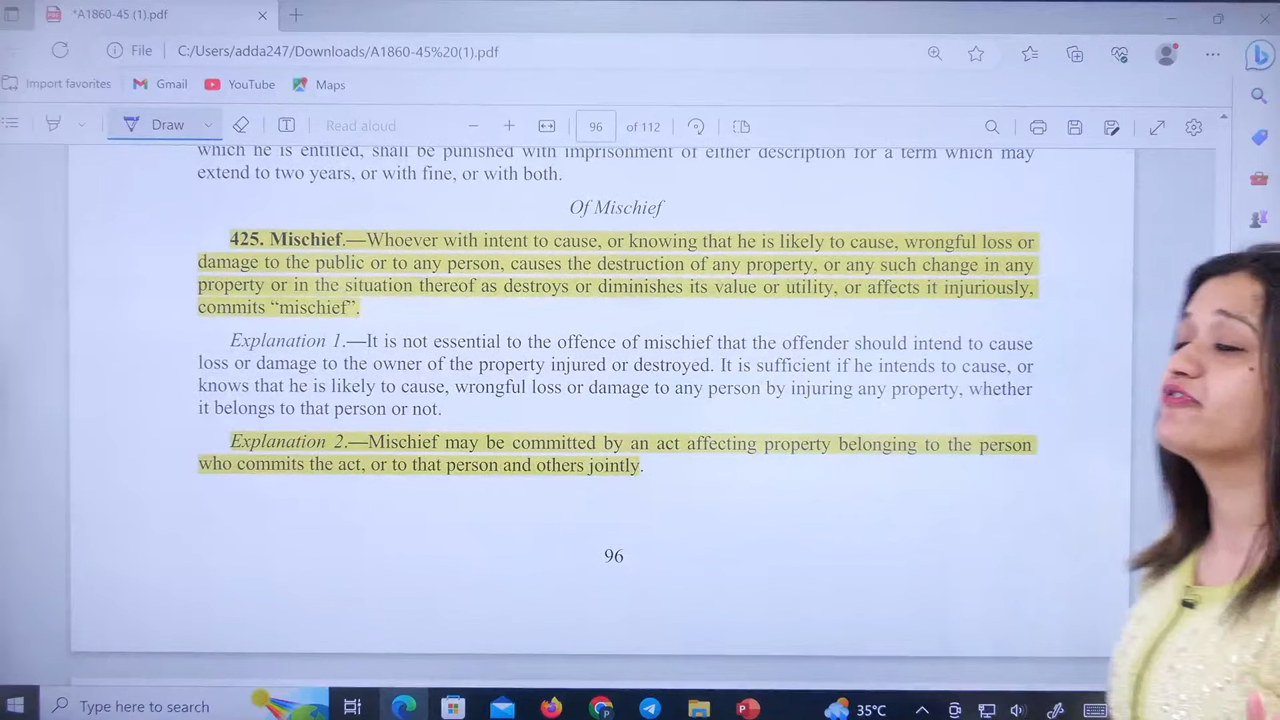 *A1860-45 (1).pdf
File C:/Users/adda247/Downloads/A1860-45%20(1).pdf
Import favorites Gmail YouTube Maps
Draw Read aloud 96 of 112
which he is entitled, shall be punished with imprisonment of either description for a term which may
extend to two years, or with fine, or with both.
Of Mischief
425. Mischief.—Whoever with intent to cause, or knowing that he is likely to cause, wrongful loss or
damage to the public or to any person, causes the destruction of any property, or any such change in any
property or in the situation thereof as destroys or diminishes its value or utility, or affects it injuriously,
commits “mischief”.
Explanation 1.—It is not essential to the offence of mischief that the offender should intend to cause
loss or damage to the owner of the property injured or destroyed. It is sufficient if he intends to cause, or
knows that he is likely to cause, wrongful loss or damage to any person by injuring any property, whether
it belongs to that person or not.
Explanation 2.—Mischief may be committed by an act affecting property belonging to the person
who commits the act, or to that person and others jointly.
96
Type here to search 35°C